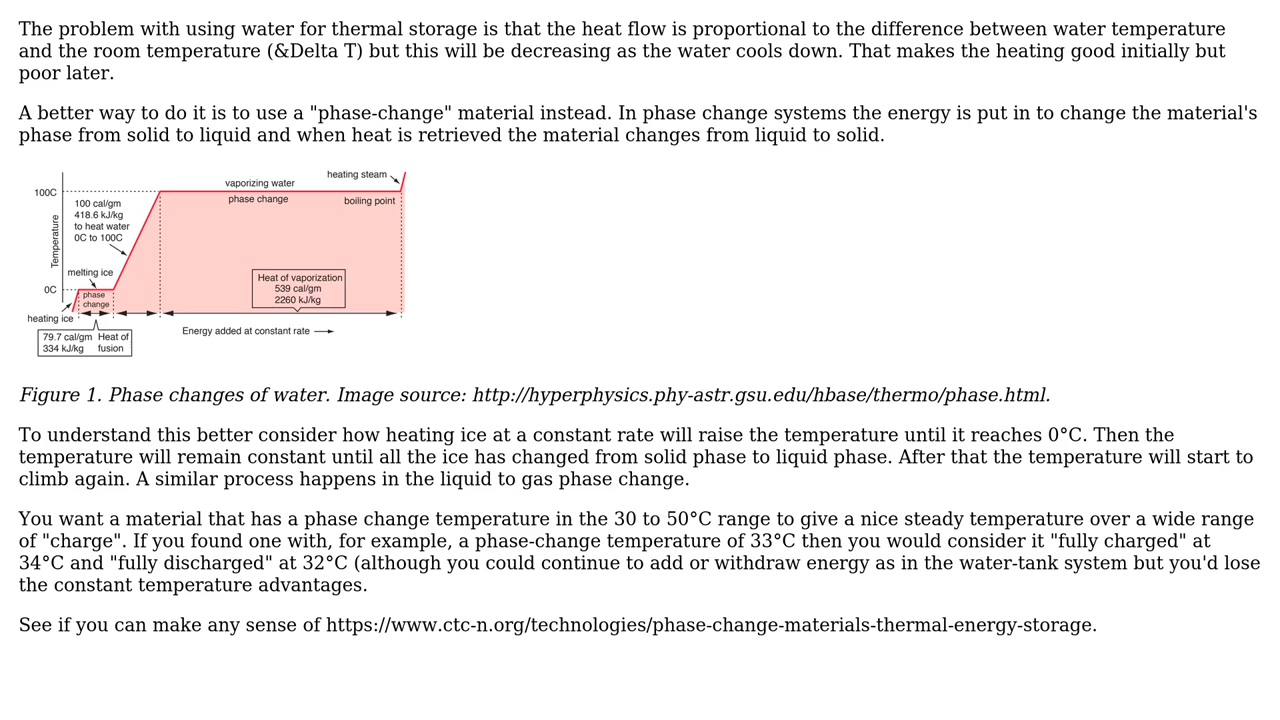 The problem with using water for thermal storage is that the heat flow is proportional to the difference between water temperature
and the room temperature (&Delta T) but this will be decreasing as the water cools down. That makes the heating good initially but
poor later.
A better way to do it is to use a "phase-change" material instead. In phase change systems the energy is put in to change the material's
phase from solid to liquid and when heat is retrieved the material changes from liquid to solid.
heating steam
vaporizing water
100C
phase change
boiling point
100 cal/gm
418.6 kJ/kg
to heat water
0C to 100C
Temperature
melting ice
Heat of vaporization
539 cal/gm
2260 kJ/kg
0C
phase
change
heating ice
Energy added at constant rate
79.7 cal/gm Heat of
334 kJ/kg fusion
Figure 1. Phase changes of water. Image source: http://hyperphysics.phy-astr.gsu.edu/hbase/thermo/phase.html.
To understand this better consider how heating ice at a constant rate will raise the temperature until it reaches 0°C. Then the
temperature will remain constant until all the ice has changed from solid phase to liquid phase. After that the temperature will start to
climb again. A similar process happens in the liquid to gas phase change.
You want a material that has a phase change temperature in the 30 to 50°C range to give a nice steady temperature over a wide range
of "charge". If you found one with, for example, a phase-change temperature of 33°C then you would consider it "fully charged" at
34°C and "fully discharged" at 32°C (although you could continue to add or withdraw energy as in the water-tank system but you'd lose
the constant temperature advantages.
See if you can make any sense of https://www.ctc-n.org/technologies/phase-change-materials-thermal-energy-storage.